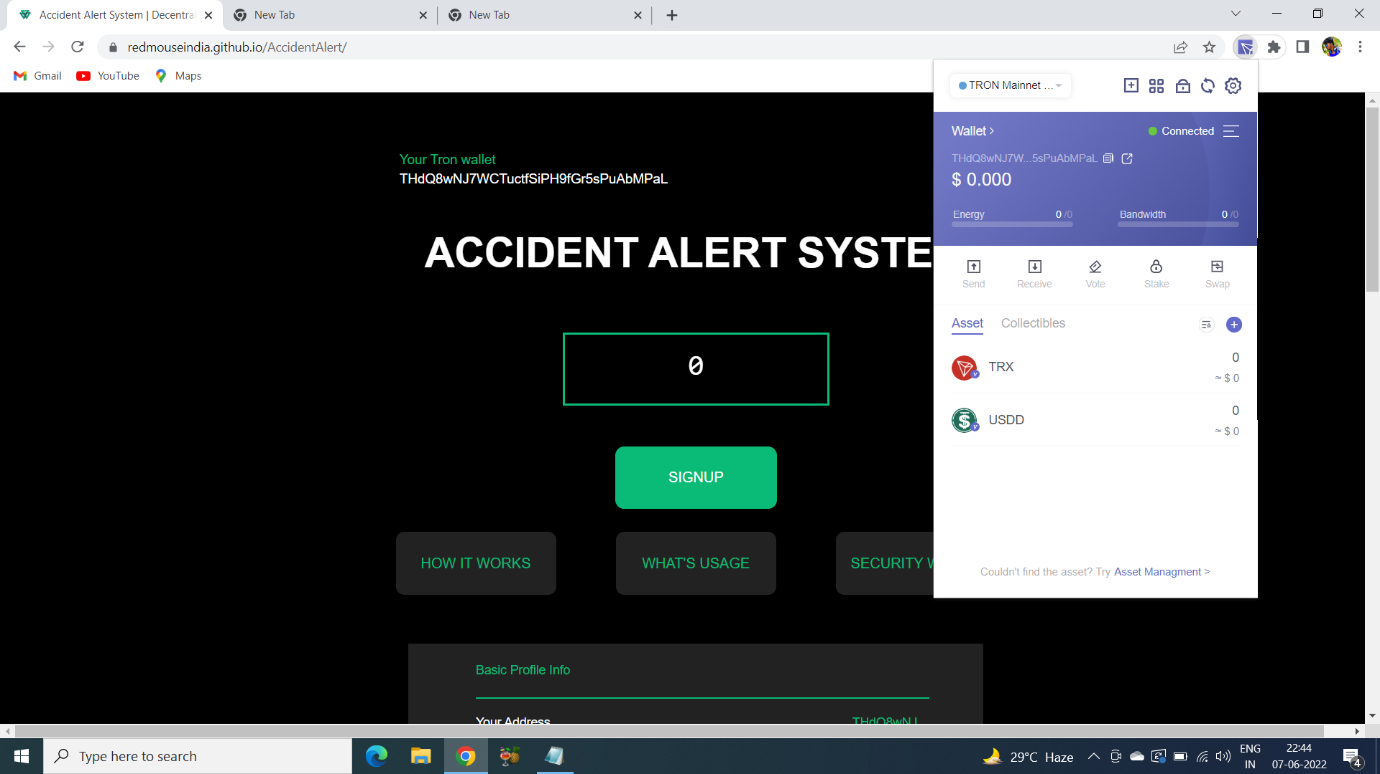 Accident Alert System | Decentra
New Tab
New Tab
redmouseindia.github.io/AccidentAlert/
Gmail
YouTube
Maps
Your Tron wallet
THdQ8wNJ7WCTuctfSiPH9fGr5sPuAbMPaL
ACCIDENT ALERT SYSTE
0
SIGNUP
HOW IT WORKS
WHAT'S USAGE
SECURITY W
Basic Profile Info
Your Address
THdQ8wNJ
TRON Mainnet ...
Wallet >
Connected
THdQ8wNJ7W...5sPuAbMPaL
$ 0.000
Energy
0 /0
Bandwidth
0 /0
Send
Receive
Vote
Stake
Swap
Asset
Collectibles
TRX
0
≈ $ 0
USDD
0
≈ $ 0
Couldn't find the asset? Try Asset Managment >
Type here to search
29°C Haze
ENG
IN
22:44
07-06-2022
4